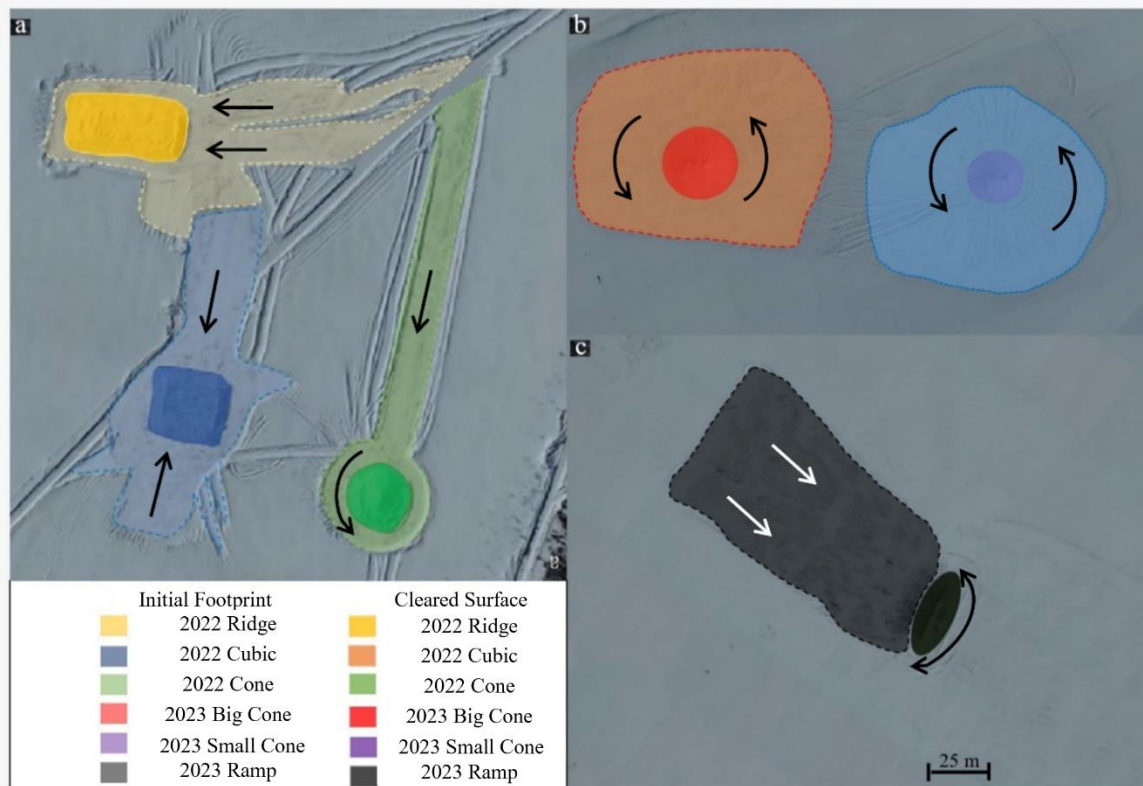 a
b
c
Initial Footprint Cleared Surface
2022 Ridge 2022 Ridge
2022 Cubic 2022 Cubic
2022 Cone 2022 Cone
2023 Big Cone 2023 Big Cone
2023 Small Cone 2023 Small Cone
2023 Ramp 2023 Ramp
25 m